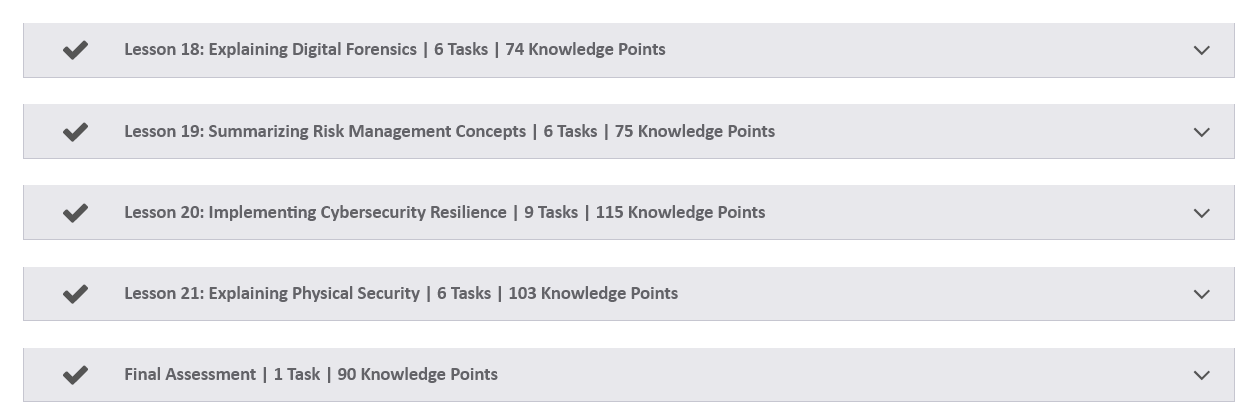 Lesson 18: Explaining Digital Forensics | 6 Tasks | 74 Knowledge Points
Lesson 19: Summarizing Risk Management Concepts | 6 Tasks | 75 Knowledge Points
Lesson 20: Implementing Cybersecurity Resilience | 9 Tasks | 115 Knowledge Points
Lesson 21: Explaining Physical Security | 6 Tasks | 103 Knowledge Points
Final Assessment | 1 Task | 90 Knowledge Points